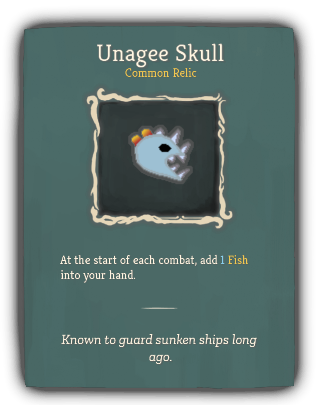 Unagee Skull
Common Relic
At the start of each combat, add 1 Fish
into your hand.
Known to guard sunken ships long
ago.